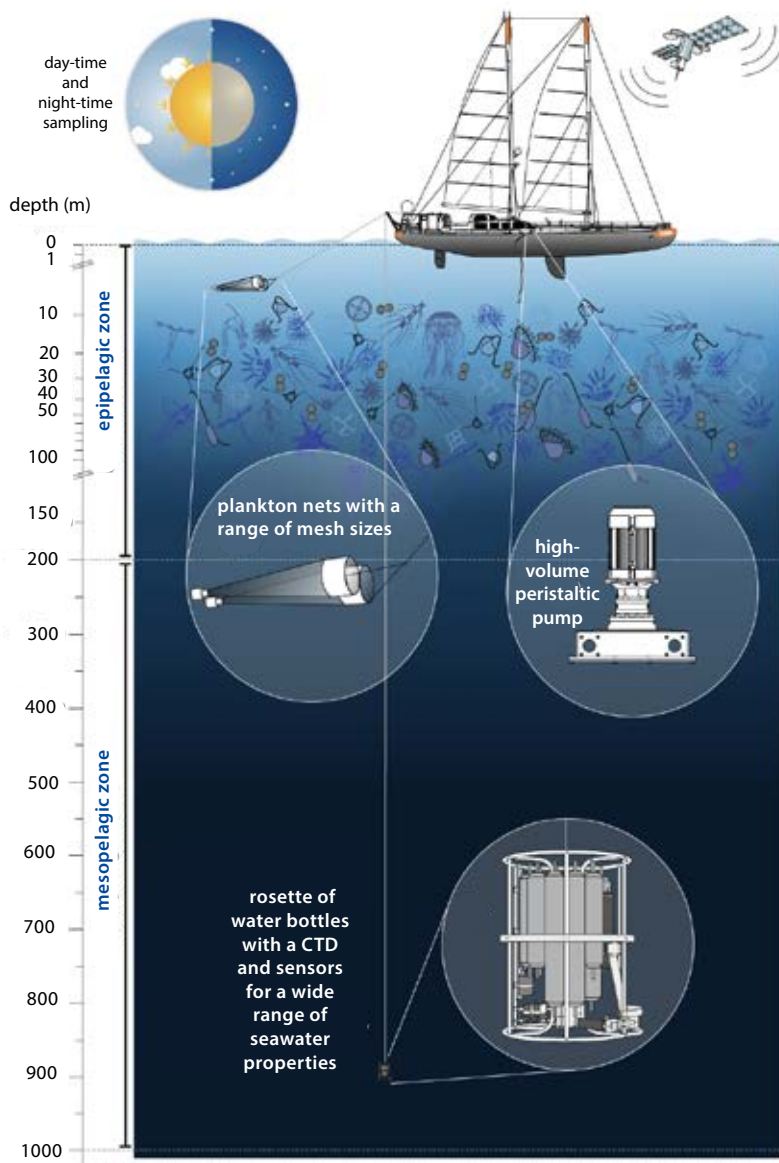 day-time
and
night-time
sampling
depth (m)
0
1
10
20
30
40
50
100
150
200
300
400
500
600
700
800
900
1000
epipelagic zone
mesopelagic zone
plankton nets with a
range of mesh sizes
high-
volume
peristaltic
pump
rosette of
water bottles
with a CTD
and sensors
for a wide
range of
seawater
properties